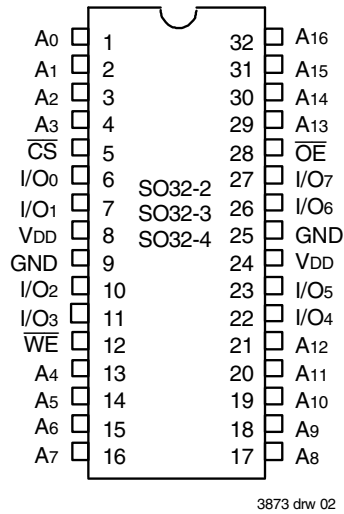 A0 1 32 A16
A1 2 31 A15
A2 3 30 A14
A3 4 29 A13
C̅S̅ 5 28 O̅E̅
I/O0 6 27 I/O7
SO32-2
I/O1 7 26 I/O6
SO32-3
VDD 8 25 GND
SO32-4
GND 9 24 VDD
I/O2 10 23 I/O5
I/O3 11 22 I/O4
W̅E̅ 12 21 A12
A4 13 20 A11
A5 14 19 A10
A6 15 18 A9
A7 16 17 A8
3873 drw 02